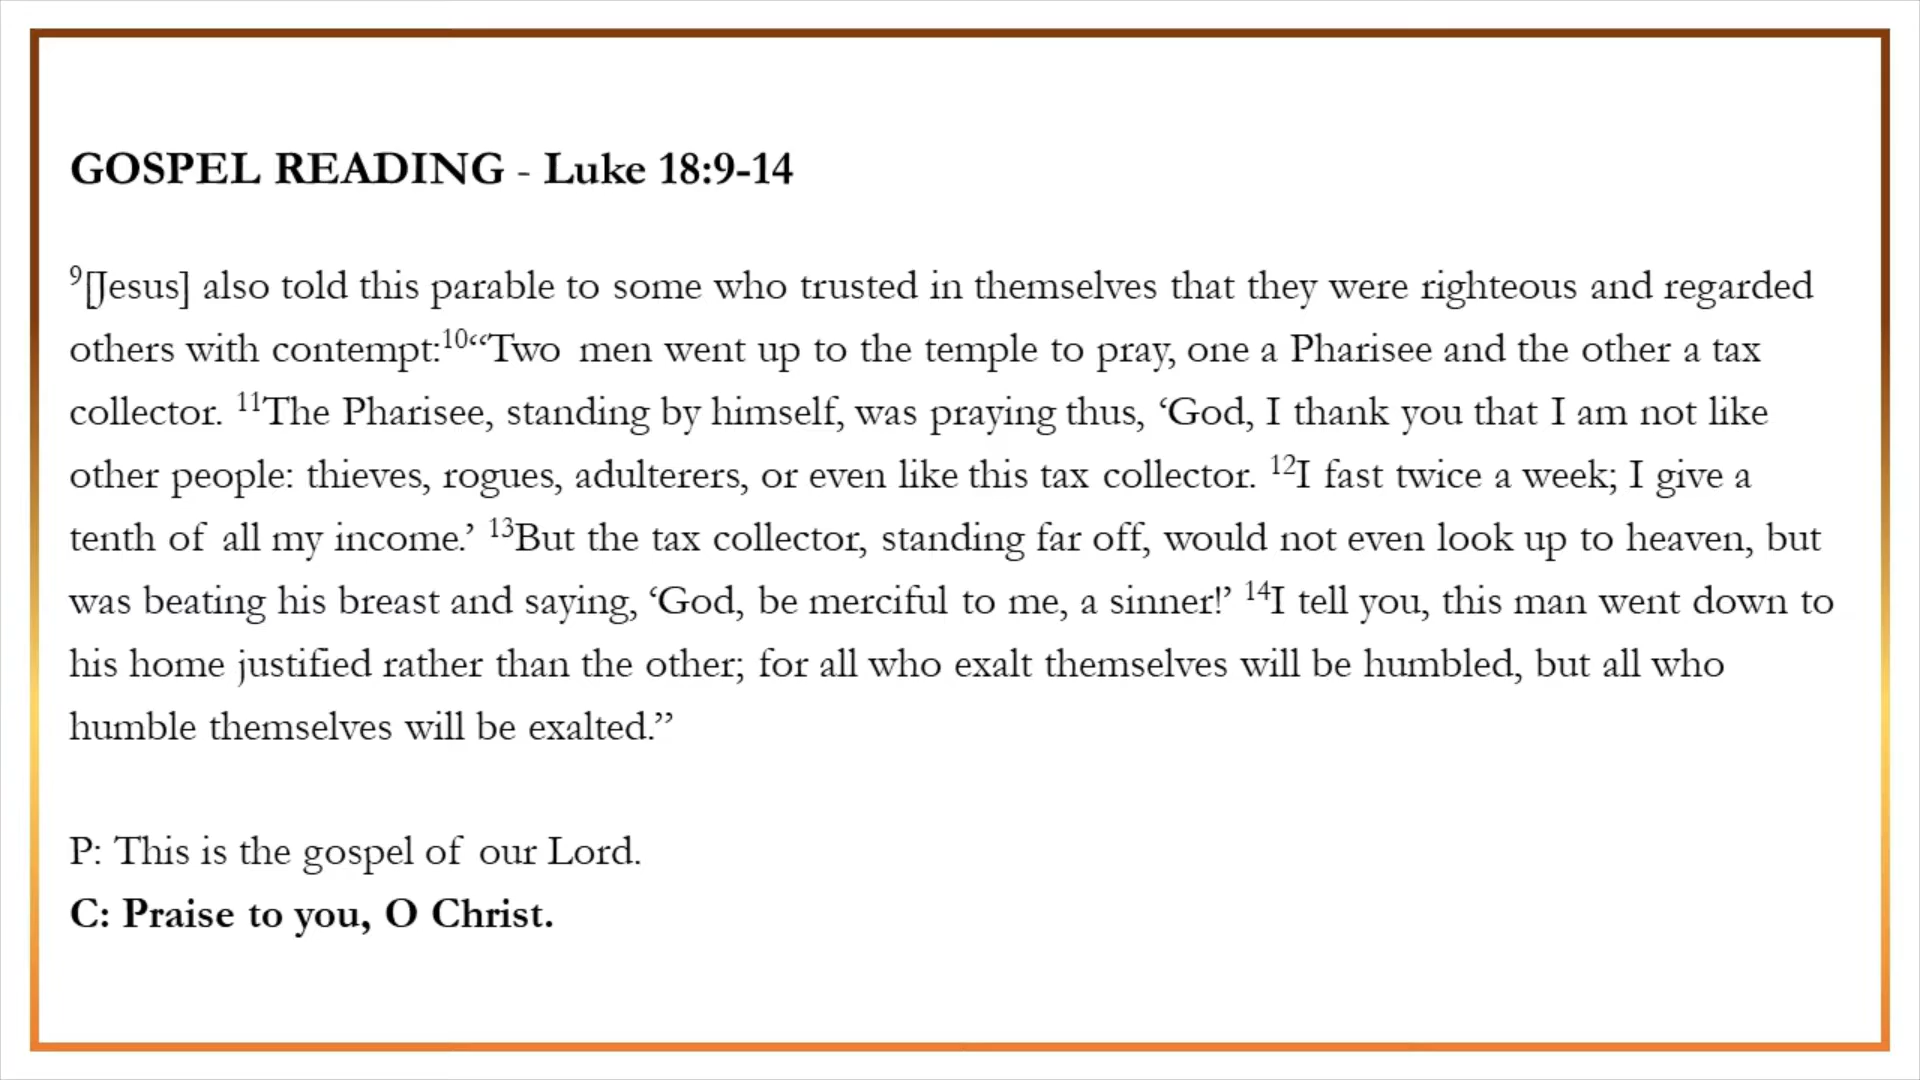 GOSPEL READING - Luke 18:9-14
⁹[Jesus] also told this parable to some who trusted in themselves that they were righteous and regarded
others with contempt:¹⁰“Two men went up to the temple to pray, one a Pharisee and the other a tax
collector. ¹¹The Pharisee, standing by himself, was praying thus, ‘God, I thank you that I am not like
other people: thieves, rogues, adulterers, or even like this tax collector. ¹²I fast twice a week; I give a
tenth of all my income.’ ¹³But the tax collector, standing far off, would not even look up to heaven, but
was beating his breast and saying, ‘God, be merciful to me, a sinner!’ ¹⁴I tell you, this man went down to
his home justified rather than the other; for all who exalt themselves will be humbled, but all who
humble themselves will be exalted.”
P: This is the gospel of our Lord.
C: Praise to you, O Christ.